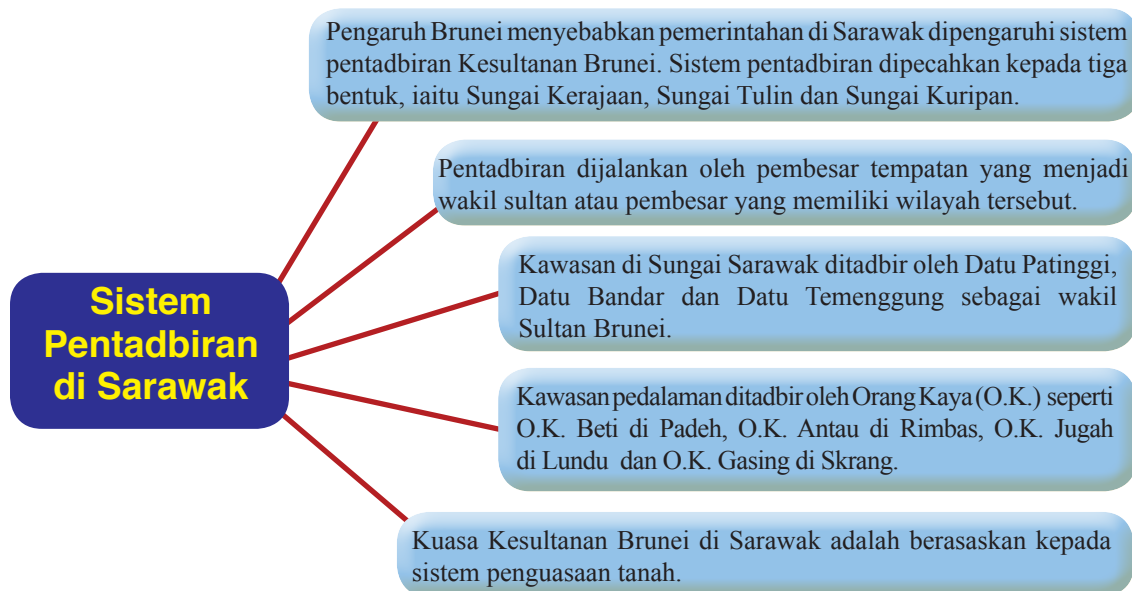 Pengaruh Brunei menyebabkan pemerintahan di Sarawak dipengaruhi sistem
pentadbiran Kesultanan Brunei. Sistem pentadbiran dipecahkan kepada tiga
bentuk, iaitu Sungai Kerajaan, Sungai Tulin dan Sungai Kuripan.
Pentadbiran dijalankan oleh pembesar tempatan yang menjadi
wakil sultan atau pembesar yang memiliki wilayah tersebut.
Sistem
Pentadbiran
di Sarawak
Kawasan di Sungai Sarawak ditadbir oleh Datu Patinggi,
Datu Bandar dan Datu Temenggung sebagai wakil
Sultan Brunei.
Kawasan pedalaman ditadbir oleh Orang Kaya (O.K.) seperti
O.K. Beti di Padeh, O.K. Antau di Rimbas, O.K. Jugah
di Lundu dan O.K. Gasing di Skrang.
Kuasa Kesultanan Brunei di Sarawak adalah berasaskan kepada
sistem penguasaan tanah.